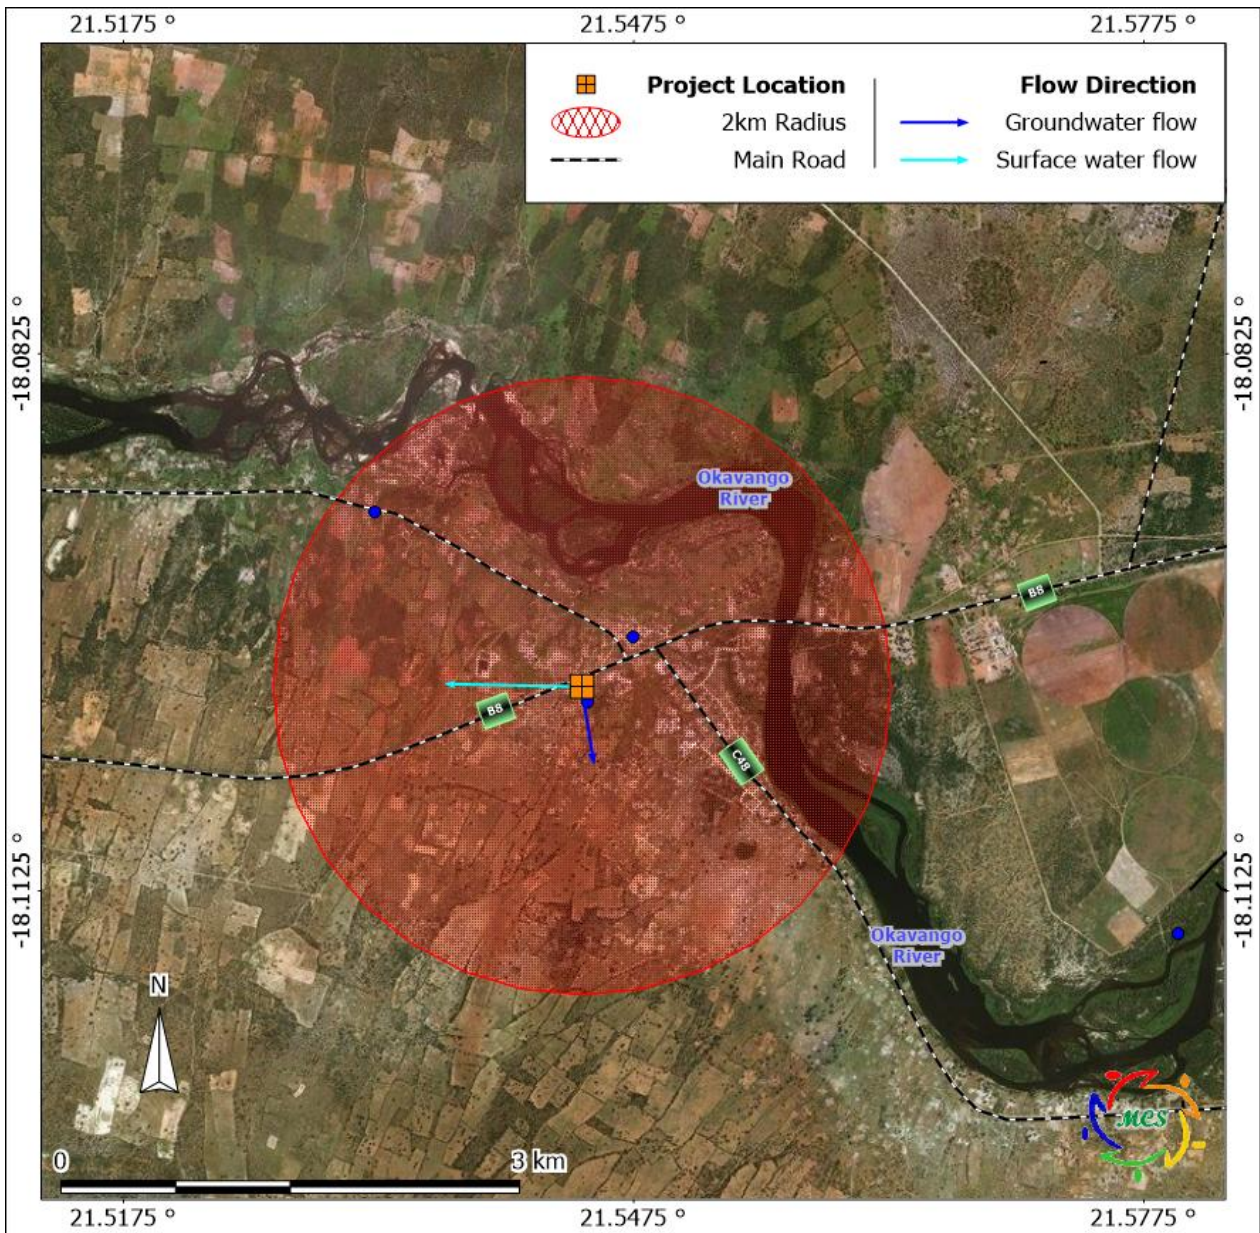 21.5175 °
21.5475 °
21.5775 °
Project Location
2km Radius
Main Road
Flow Direction
Groundwater flow
Surface water flow
-18.0825 °
-18.0825 °
Okavango
River
B8
B8
C48
-18.1125 °
-18.1125 °
Okavango
River
N
MCS
0
3 km
21.5175 °
21.5475 °
21.5775 °